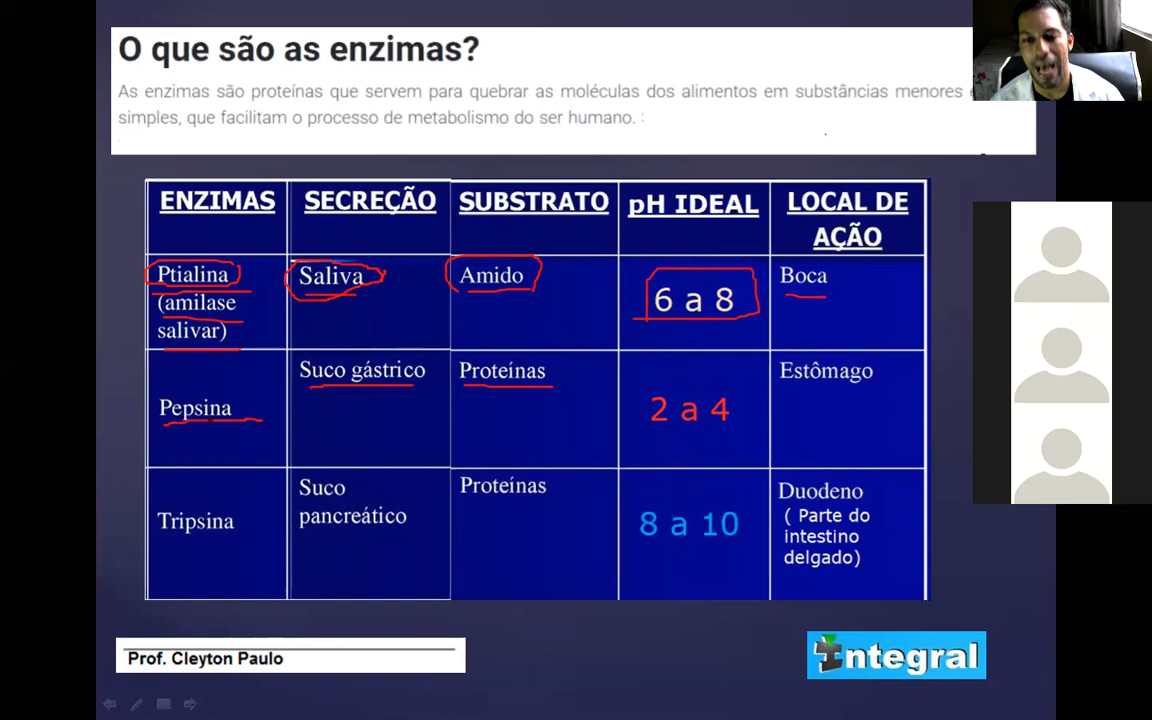 O que são as enzimas?
As enzimas são proteínas que servem para quebrar as moléculas dos alimentos em substâncias menores
simples, que facilitam o processo de metabolismo do ser humano.
ENZIMAS SECREÇÃO SUBSTRATO pH IDEAL LOCAL DE
AÇÃO
Ptialina Saliva Amido 6 a 8 Boca
(amilase
salivar)
Suco gástrico Proteínas Estômago
Pepsina 2 a 4
Suco Proteínas Duodeno
Tripsina pancreático 8 a 10 ( Parte do
intestino
delgado)
Prof. Cleyton Paulo
Integral